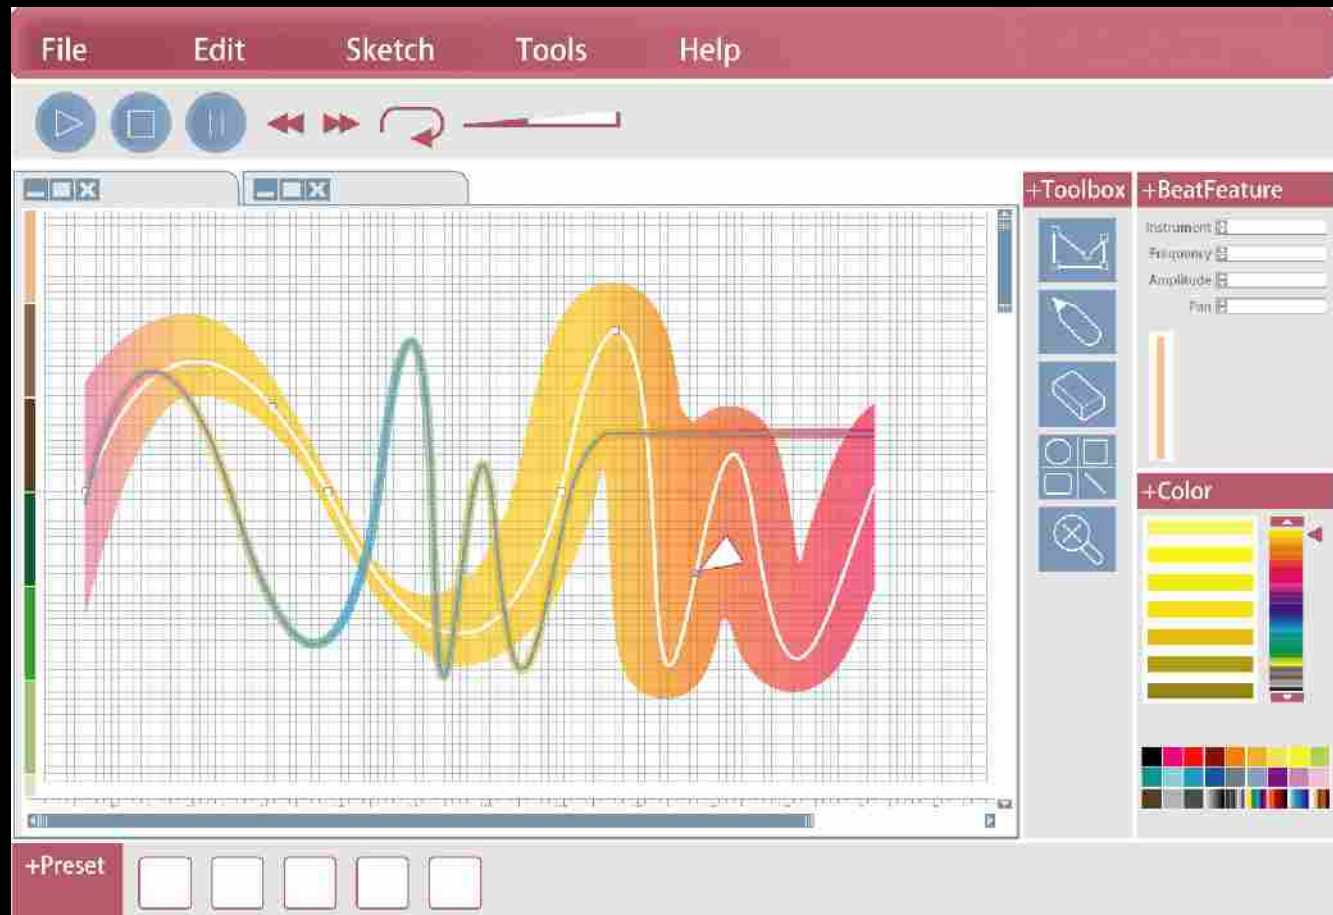 File Edit Sketch Tools Help
+Toolbox +BeatFeature
Instrument
Frequency
Amplitude
Pan
+Color
+Preset